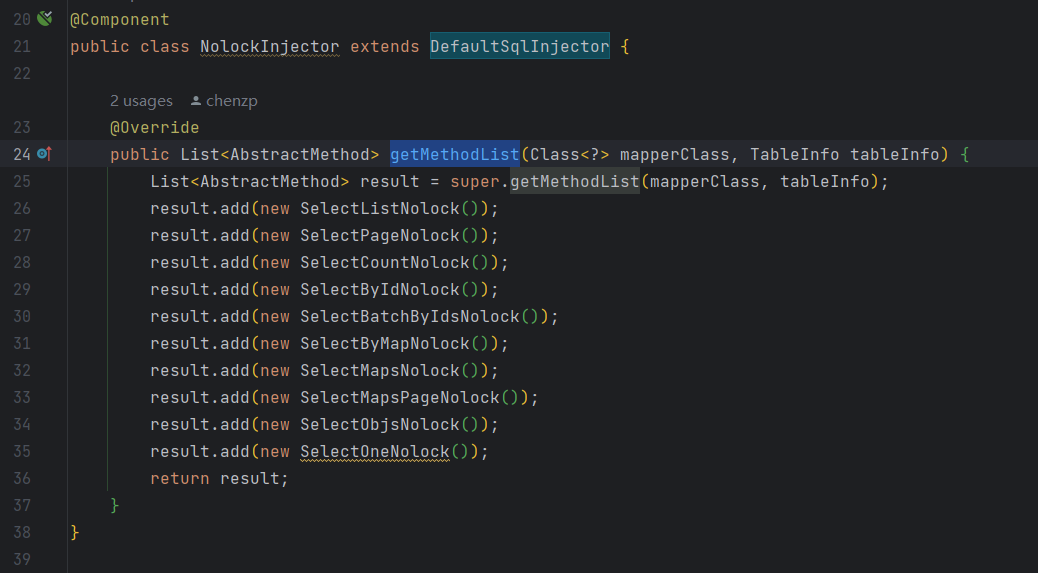 20 @Component
21 public class NolockInjector extends DefaultSqlInjector {
22
2 usages chenzp
23 @Override
24 public List<AbstractMethod> getMethodList(Class<?> mapperClass, TableInfo tableInfo) {
25 List<AbstractMethod> result = super.getMethodList(mapperClass, tableInfo);
26 result.add(new SelectListNolock());
27 result.add(new SelectPageNolock());
28 result.add(new SelectCountNolock());
29 result.add(new SelectByIdNolock());
30 result.add(new SelectBatchByIdsNolock());
31 result.add(new SelectByMapNolock());
32 result.add(new SelectMapsNolock());
33 result.add(new SelectMapsPageNolock());
34 result.add(new SelectObjsNolock());
35 result.add(new SelectOneNolock());
36 return result;
37 }
38 }
39